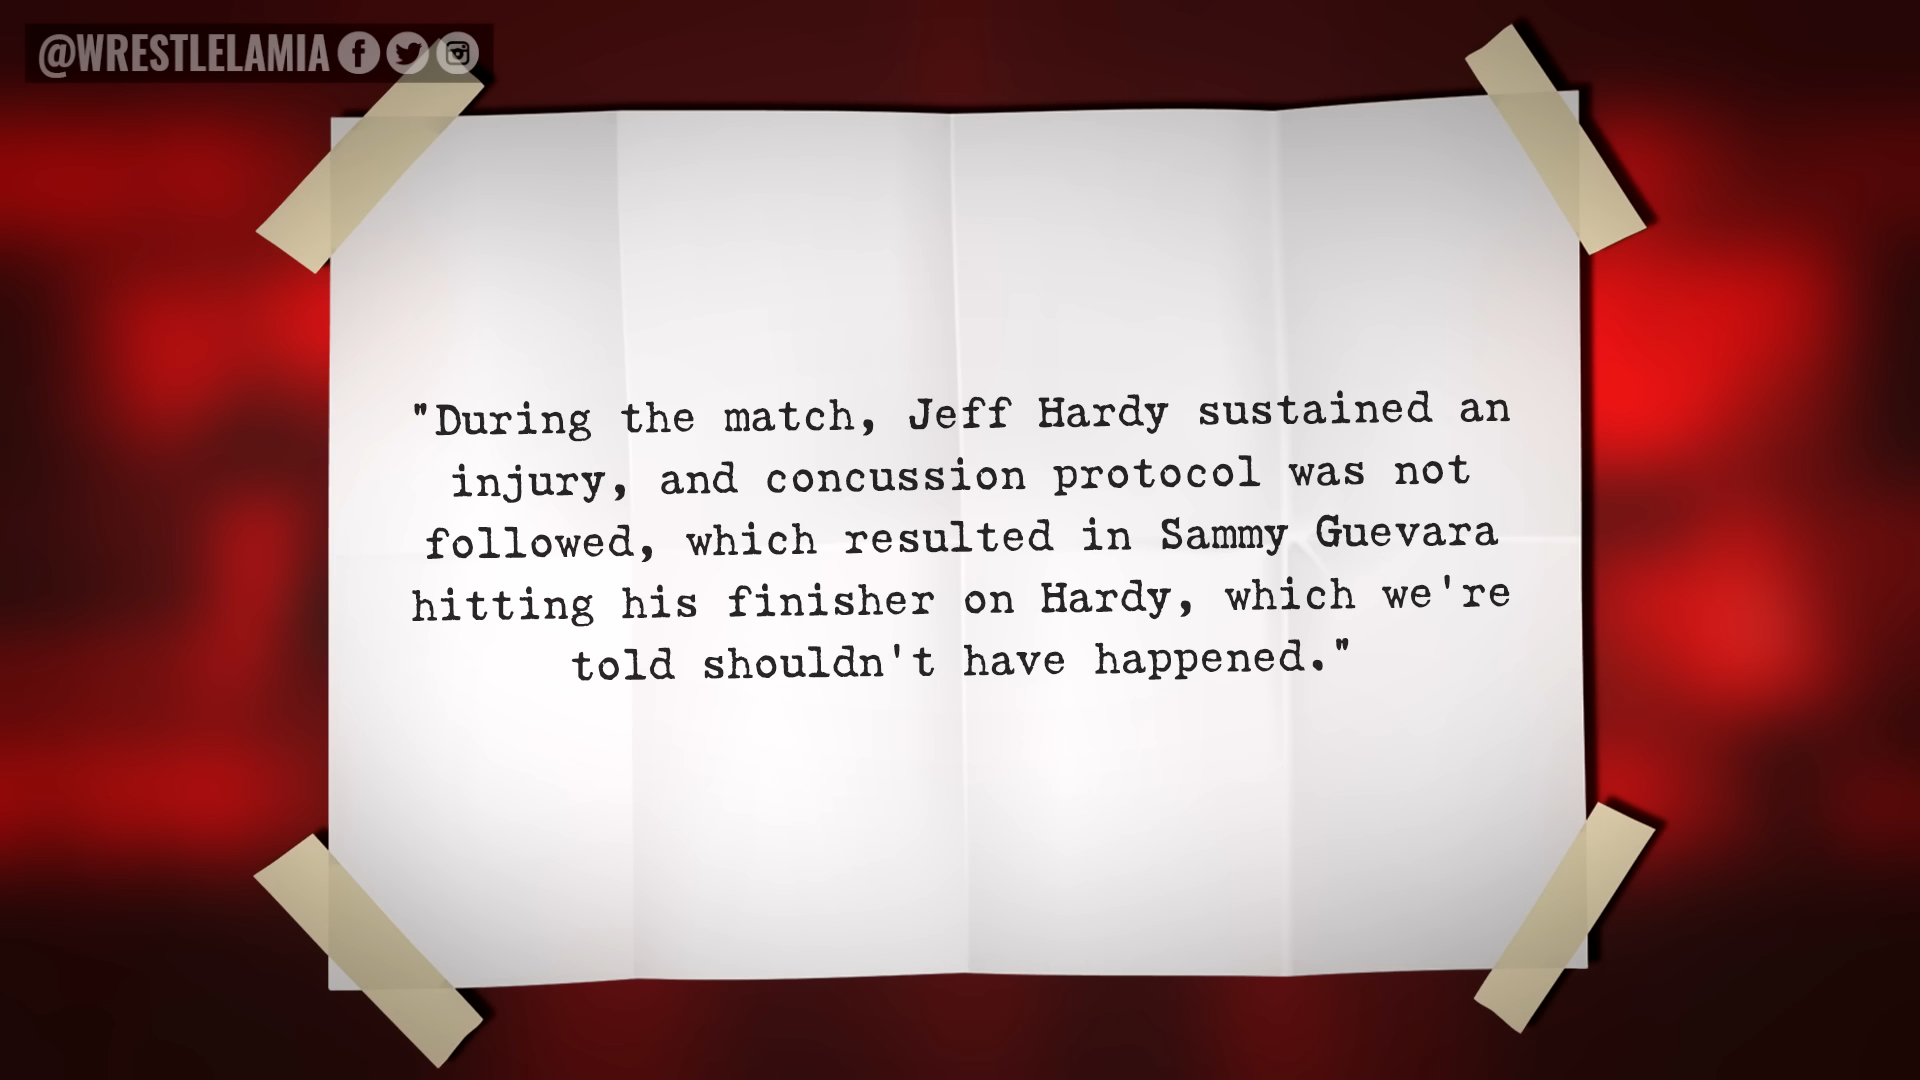 @WRESTLELAMIA
"During the match, Jeff Hardy sustained an
injury, and concussion protocol was not
followed, which resulted in Sammy Guevara
hitting his finisher on Hardy, which we're
told shouldn't have happened."